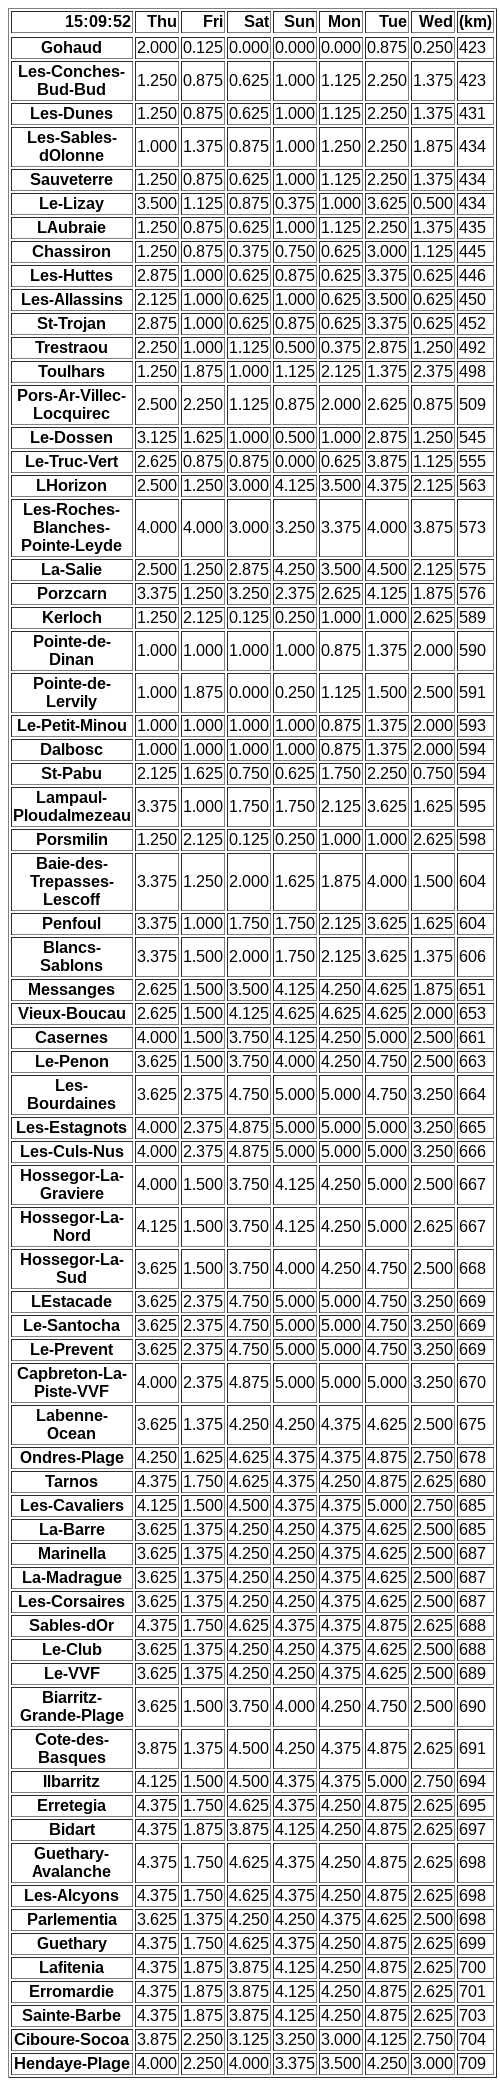 15:09:52 Thu Fri Sat Sun Mon Tue Wed (km)
Gohaud 2.000 0.125 0.000 0.000 0.000 0.875 0.250 423
Les-Conches-
Bud-Bud 1.250 0.875 0.625 1.000 1.125 2.250 1.375 423
Les-Dunes 1.250 0.875 0.625 1.000 1.125 2.250 1.375 431
Les-Sables-
dOlonne 1.000 1.375 0.875 1.000 1.250 2.250 1.875 434
Sauveterre 1.250 0.875 0.625 1.000 1.125 2.250 1.375 434
Le-Lizay 3.500 1.125 0.875 0.375 1.000 3.625 0.500 434
LAubraie 1.250 0.875 0.625 1.000 1.125 2.250 1.375 435
Chassiron 1.250 0.875 0.375 0.750 0.625 3.000 1.125 445
Les-Huttes 2.875 1.000 0.625 0.875 0.625 3.375 0.625 446
Les-Allassins 2.125 1.000 0.625 1.000 0.625 3.500 0.625 450
St-Trojan 2.875 1.000 0.625 0.875 0.625 3.375 0.625 452
Trestraou 2.250 1.000 1.125 0.500 0.375 2.875 1.250 492
Toulhars 1.250 1.875 1.000 1.125 2.125 1.375 2.375 498
Pors-Ar-Villec-
Locquirec 2.500 2.250 1.125 0.875 2.000 2.625 0.875 509
Le-Dossen 3.125 1.625 1.000 0.500 1.000 2.875 1.250 545
Le-Truc-Vert 2.625 0.875 0.875 0.000 0.625 3.875 1.125 555
LHorizon 2.500 1.250 3.000 4.125 3.500 4.375 2.125 563
Les-Roches-
Blanches-
Pointe-Leyde 4.000 4.000 3.000 3.250 3.375 4.000 3.875 573
La-Salie 2.500 1.250 2.875 4.250 3.500 4.500 2.125 575
Porzcarn 3.375 1.250 3.250 2.375 2.625 4.125 1.875 576
Kerloch 1.250 2.125 0.125 0.250 1.000 1.000 2.625 589
Pointe-de-
Dinan 1.000 1.000 1.000 1.000 0.875 1.375 2.000 590
Pointe-de-
Lervily 1.000 1.875 0.000 0.250 1.125 1.500 2.500 591
Le-Petit-Minou 1.000 1.000 1.000 1.000 0.875 1.375 2.000 593
Dalbosc 1.000 1.000 1.000 1.000 0.875 1.375 2.000 594
St-Pabu 2.125 1.625 0.750 0.625 1.750 2.250 0.750 594
Lampaul-
Ploudalmezeau 3.375 1.000 1.750 1.750 2.125 3.625 1.625 595
Porsmilin 1.250 2.125 0.125 0.250 1.000 1.000 2.625 598
Baie-des-
Trepasses-
Lescoff 3.375 1.250 2.000 1.625 1.875 4.000 1.500 604
Penfoul 3.375 1.000 1.750 1.750 2.125 3.625 1.625 604
Blancs-
Sablons 3.375 1.500 2.000 1.750 2.125 3.625 1.375 606
Messanges 2.625 1.500 3.500 4.125 4.250 4.625 1.875 651
Vieux-Boucau 2.625 1.500 4.125 4.625 4.625 4.625 2.000 653
Casernes 4.000 1.500 3.750 4.125 4.250 5.000 2.500 661
Le-Penon 3.625 1.500 3.750 4.000 4.250 4.750 2.500 663
Les-
Bourdaines 3.625 2.375 4.750 5.000 5.000 4.750 3.250 664
Les-Estagnots 4.000 2.375 4.875 5.000 5.000 5.000 3.250 665
Les-Culs-Nus 4.000 2.375 4.875 5.000 5.000 5.000 3.250 666
Hossegor-La-
Graviere 4.000 1.500 3.750 4.125 4.250 5.000 2.500 667
Hossegor-La-
Nord 4.125 1.500 3.750 4.125 4.250 5.000 2.625 667
Hossegor-La-
Sud 3.625 1.500 3.750 4.000 4.250 4.750 2.500 668
LEstacade 3.625 2.375 4.750 5.000 5.000 4.750 3.250 669
Le-Santocha 3.625 2.375 4.750 5.000 5.000 4.750 3.250 669
Le-Prevent 3.625 2.375 4.750 5.000 5.000 4.750 3.250 669
Capbreton-La-
Piste-VVF 4.000 2.375 4.875 5.000 5.000 5.000 3.250 670
Labenne-
Ocean 3.625 1.375 4.250 4.250 4.375 4.625 2.500 675
Ondres-Plage 4.250 1.625 4.625 4.375 4.375 4.875 2.750 678
Tarnos 4.375 1.750 4.625 4.375 4.250 4.875 2.625 680
Les-Cavaliers 4.125 1.500 4.500 4.375 4.375 5.000 2.750 685
La-Barre 3.625 1.375 4.250 4.250 4.375 4.625 2.500 685
Marinella 3.625 1.375 4.250 4.250 4.375 4.625 2.500 687
La-Madrague 3.625 1.375 4.250 4.250 4.375 4.625 2.500 687
Les-Corsaires 3.625 1.375 4.250 4.250 4.375 4.625 2.500 687
Sables-dOr 4.375 1.750 4.625 4.375 4.250 4.875 2.625 688
Le-Club 3.625 1.375 4.250 4.250 4.375 4.625 2.500 688
Le-VVF 3.625 1.375 4.250 4.250 4.375 4.625 2.500 689
Biarritz-
Grande-Plage 3.625 1.500 3.750 4.000 4.250 4.750 2.500 690
Cote-des-
Basques 3.875 1.375 4.500 4.250 4.375 4.875 2.625 691
Ilbarritz 4.125 1.500 4.500 4.375 4.375 5.000 2.750 694
Erretegia 4.375 1.750 4.625 4.375 4.250 4.875 2.625 695
Bidart 4.375 1.875 3.875 4.125 4.250 4.875 2.625 697
Guethary-
Avalanche 4.375 1.750 4.625 4.375 4.250 4.875 2.625 698
Les-Alcyons 4.375 1.750 4.625 4.375 4.250 4.875 2.625 698
Parlementia 3.625 1.375 4.250 4.250 4.375 4.625 2.500 698
Guethary 4.375 1.750 4.625 4.375 4.250 4.875 2.625 699
Lafitenia 4.375 1.875 3.875 4.125 4.250 4.875 2.625 700
Erromardie 4.375 1.875 3.875 4.125 4.250 4.875 2.625 701
Sainte-Barbe 4.375 1.875 3.875 4.125 4.250 4.875 2.625 703
Ciboure-Socoa 3.875 2.250 3.125 3.250 3.000 4.125 2.750 704
Hendaye-Plage 4.000 2.250 4.000 3.375 3.500 4.250 3.000 709